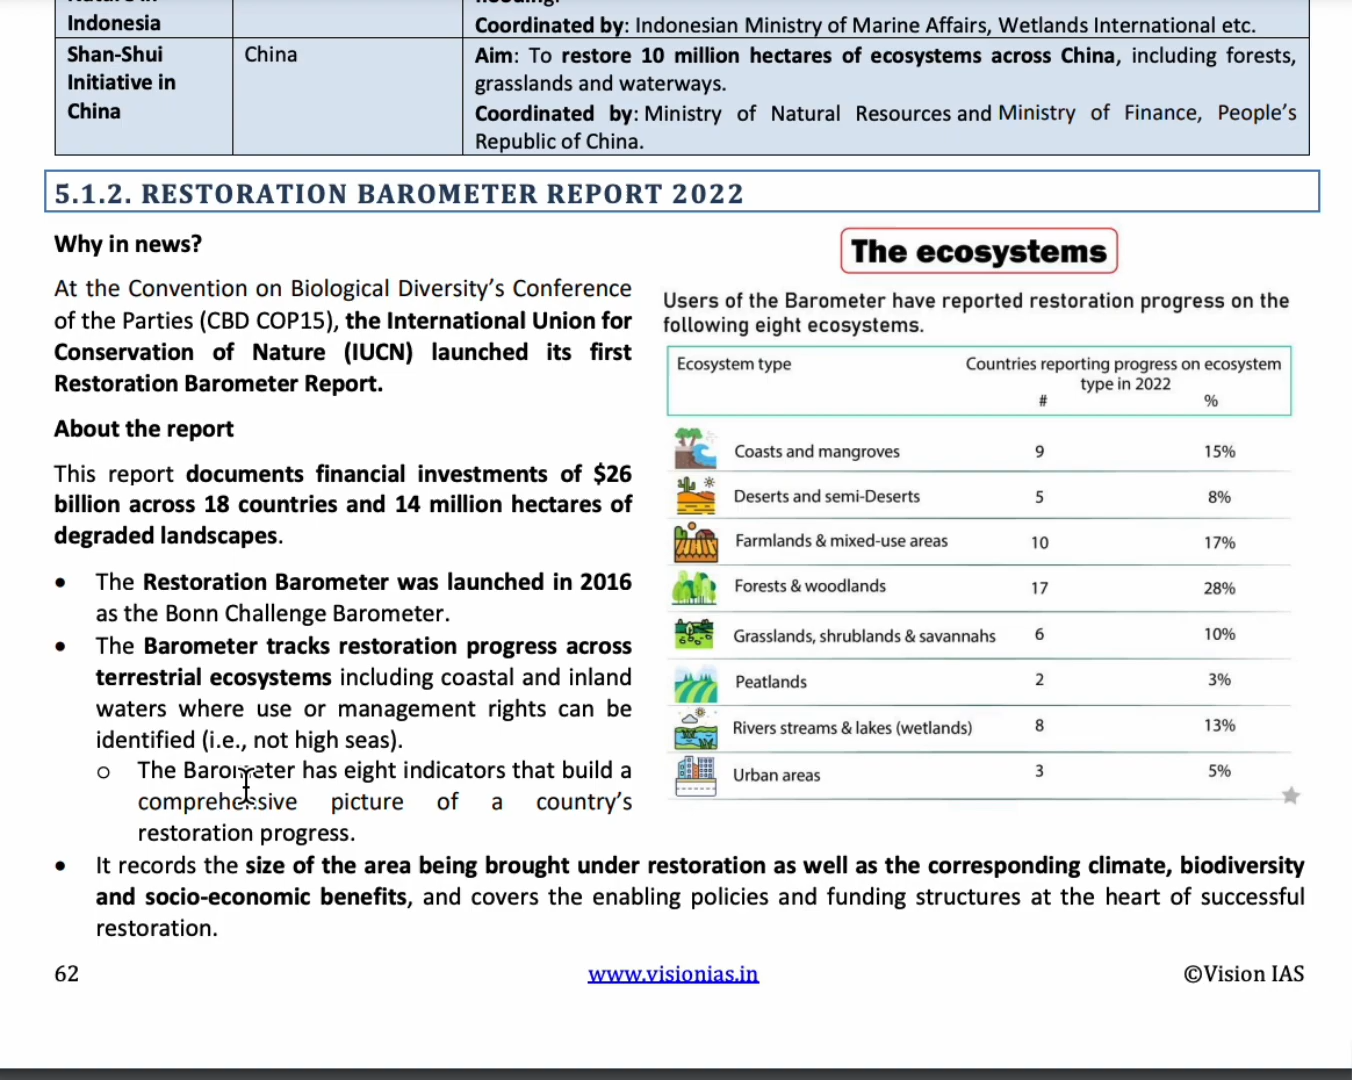 Indonesia
Coordinated by: Indonesian Ministry of Marine Affairs, Wetlands International etc.
Shan-Shui
Initiative in
China
China
Aim: To restore 10 million hectares of ecosystems across China, including forests,
grasslands and waterways.
Coordinated by: Ministry of Natural Resources and Ministry of Finance, People's
Republic of China.
5.1.2. RESTORATION BAROMETER REPORT 2022
Why in news?
At the Convention on Biological Diversity's Conference
of the Parties (CBD COP15), the International Union for
Conservation of Nature (IUCN) launched its first
Restoration Barometer Report.
About the report
This report documents financial investments of $26
billion across 18 countries and 14 million hectares of
degraded landscapes.
• The Restoration Barometer was launched in 2016
as the Bonn Challenge Barometer.
• The Barometer tracks restoration progress across
terrestrial ecosystems including coastal and inland
waters where use or management rights can be
identified (i.e., not high seas).
o The Barometer has eight indicators that build a
comprehensive picture of a country's
restoration progress.
The ecosystems
Users of the Barometer have reported restoration progress on the
following eight ecosystems.
Ecosystem type
Countries reporting progress on ecosystem
type in 2022
# %
Coasts and mangroves 9 15%
Deserts and semi-Deserts 5 8%
Farmlands & mixed-use areas 10 17%
Forests & woodlands 17 28%
Grasslands, shrublands & savannahs 6 10%
Peatlands 2 3%
Rivers streams & lakes (wetlands) 8 13%
Urban areas 3 5%
• It records the size of the area being brought under restoration as well as the corresponding climate, biodiversity
and socio-economic benefits, and covers the enabling policies and funding structures at the heart of successful
restoration.
62 www.visionias.in ©Vision IAS